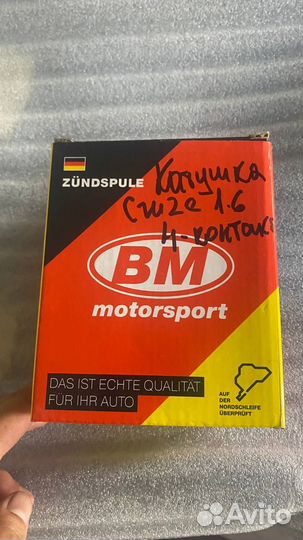 ZÜNDSPULE
Катушка
Cruze 1.6
4-контакт
BM
motorsport
DAS IST ECHTE QUALITÄT
FÜR IHR AUTO
AUF
DER
NORDSCHLEIFE
ÜBERPRÜFT
Avito